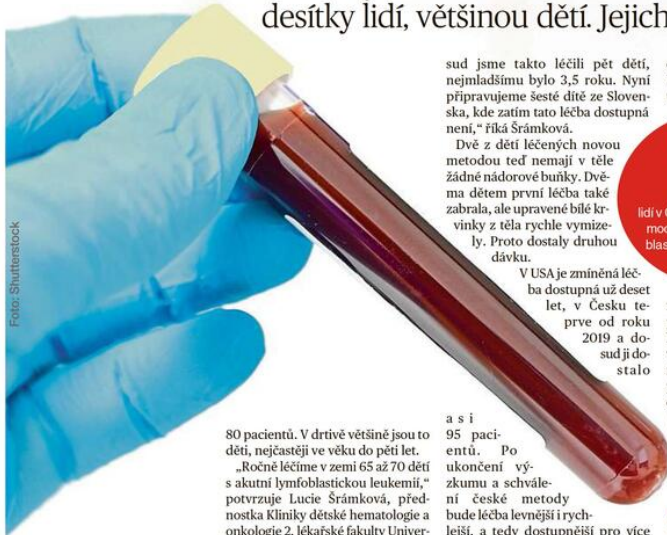 desítky lidí, většinou dětí. Jejich
Foto: Shutterstock
80 pacientů. V drtivé většině jsou to
děti, nejčastěji ve věku do pěti let.
„Ročně léčíme v zemi 65 až 70 dětí
s akutní lymfoblastickou leukemií,“
potvrzuje Lucie Šrámková, před-
nostka Kliniky dětské hematologie a
onkologie 2. lékařské fakulty Univer-
sud jsme takto léčili pět dětí,
nejmladšímu bylo 3,5 roku. Nyní
připravujeme šesté dítě ze Sloven-
ska, kde zatím tato léčba dostupná
není,“ říká Šrámková.
Dvě z dětí léčených novou
metodou teď nemají v těle
žádné nádorové buňky. Dvě-
ma dětem první léčba také
zabrala, ale upravené bílé kr-
vinky z těla rychle vymize-
ly. Proto dostaly druhou
dávku.
V USA je zmíněná léč-
ba dostupná už deset
let, v Česku te-
prve od roku
2019 a do-
sud ji do-
stalo
asi
95 paci-
entů. Po
ukončení vý-
zkumu a schvále-
ní české metody
bude léčba levnější i rych-
lejší, a tedy dostupnější pro více
lidí v